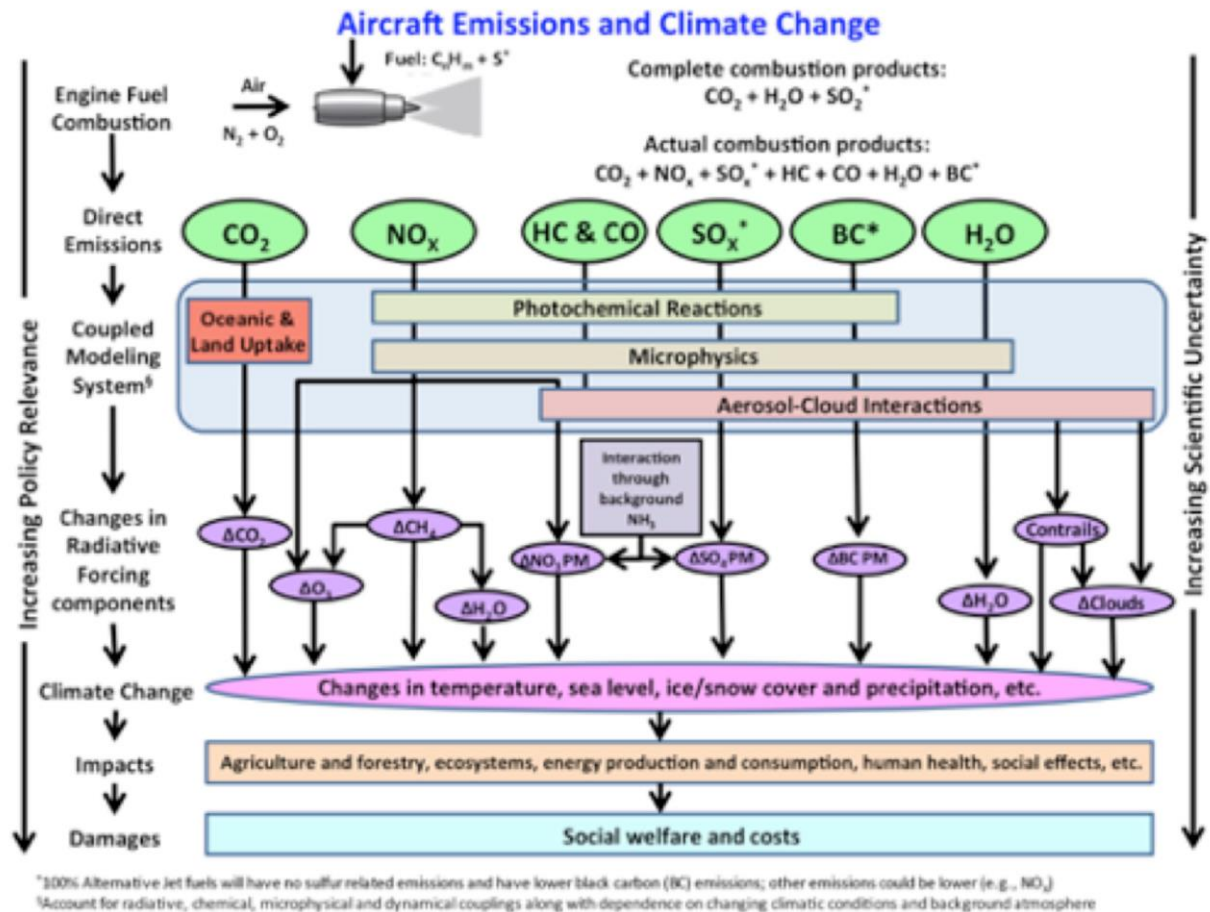 Aircraft Emissions and Climate Change
Fuel: CₙHₘ + S*
Engine Fuel
Combustion
Air
N₂ + O₂
Complete combustion products:
CO₂ + H₂O + SO₂*
Actual combustion products:
CO₂ + NOₓ + SOₓ* + HC + CO + H₂O + BC*
Direct
Emissions
CO₂
NOₓ
HC & CO
SOₓ*
BC*
H₂O
Coupled
Modeling
System§
Oceanic &
Land Uptake
Photochemical Reactions
Microphysics
Aerosol-Cloud Interactions
Interaction
through
background
NH₃
Changes in
Radiative
Forcing
components
ΔCO₂
ΔO₃
ΔCH₄
ΔH₂O
ΔNO₃PM
ΔSO₄PM
ΔBC PM
ΔH₂O
Contrails
ΔClouds
Climate Change
Changes in temperature, sea level, ice/snow cover and precipitation, etc.
Impacts
Agriculture and forestry, ecosystems, energy production and consumption, human health, social effects, etc.
Damages
Social welfare and costs
Increasing Policy Relevance
Increasing Scientific Uncertainty
*100% Alternative Jet fuels will have no sulfur related emissions and have lower black carbon (BC) emissions; other emissions could be lower (e.g., NOₓ)
§Account for radiative, chemical, microphysical and dynamical couplings along with dependence on changing climatic conditions and background atmosphere